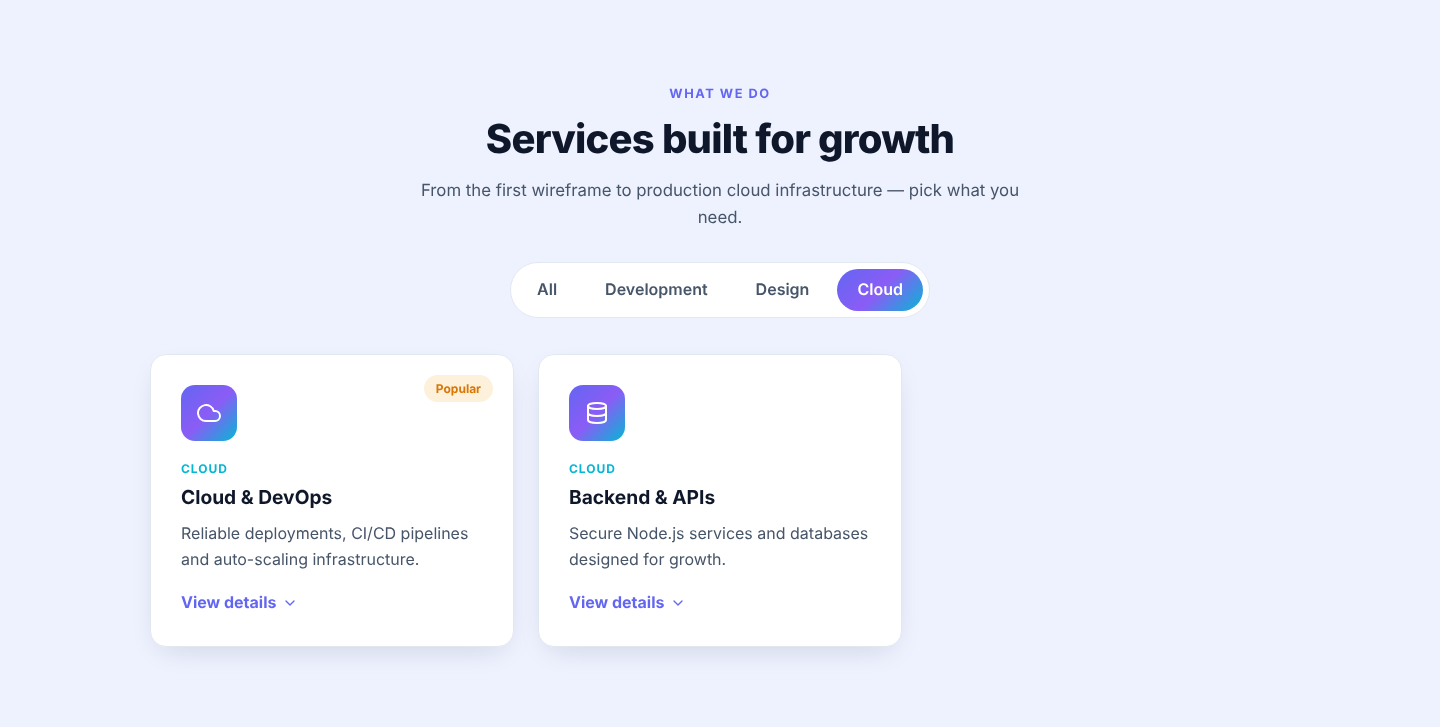 WHAT WE DO
Services built for growth
From the first wireframe to production cloud infrastructure — pick what you
need.
All
Development
Design
Cloud
Popular
CLOUD
Cloud & DevOps
Reliable deployments, CI/CD pipelines
and auto-scaling infrastructure.
View details
CLOUD
Backend & APIs
Secure Node.js services and databases
designed for growth.
View details